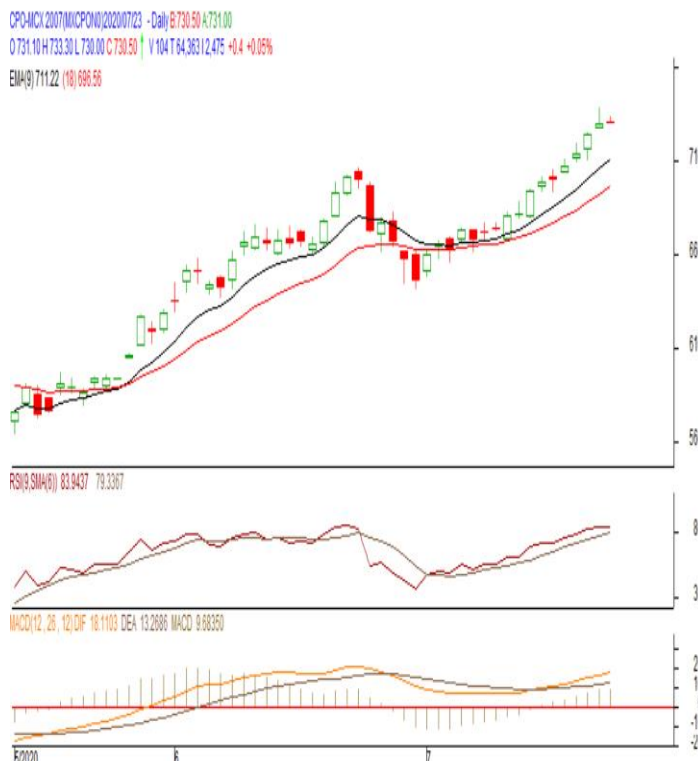 CPO-MCX 2007(MXCPON0)2020/07/23 - Daily B:730.50 A:731.00
O 731.10 H 733.30 L 730.00 C 730.50 ↑ V 104 T 64,363 I 2,475 +0.4 +0.05%
EMA(9) 711.22 (18) 696.56
71
66
61
56
RSI(9,SMA(6)) 83.9437 79.3367
8
3
MACD(12 , 26 , 12) DIF 18.1103 DEA 13.2686 MACD 9.68350
2
1
-1
-2
5/2020 6 7